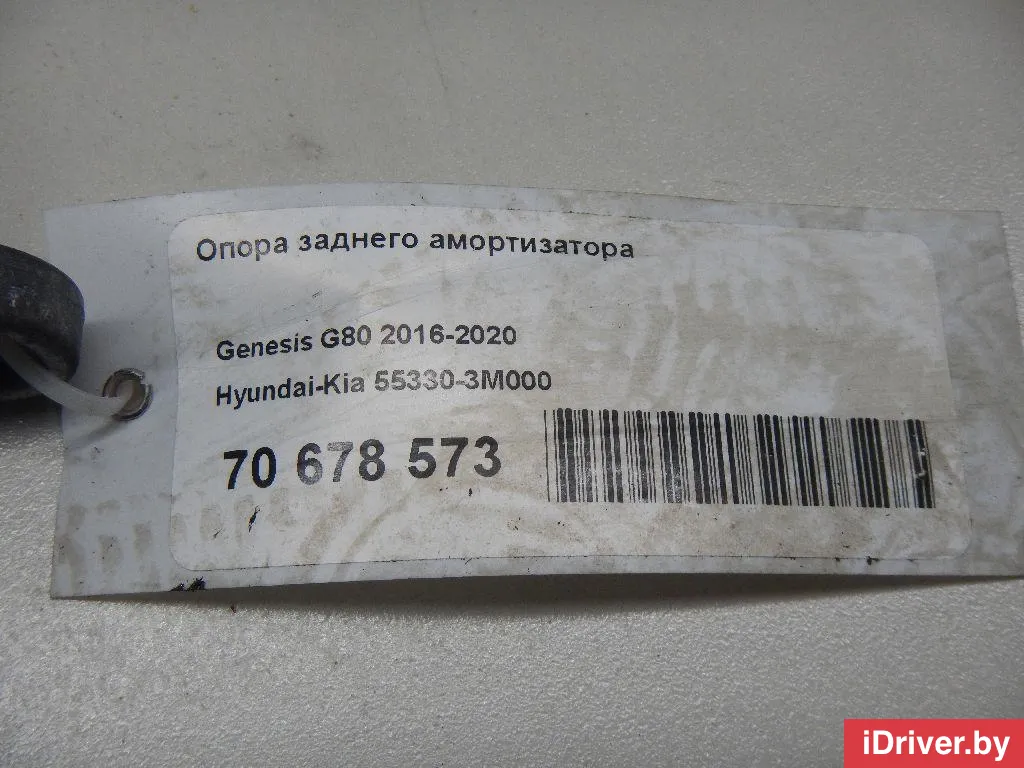 Опора заднего амортизатора
Genesis G80 2016-2020
Hyundai-Kia 55330-3M000
70 678 573
iDriver.by